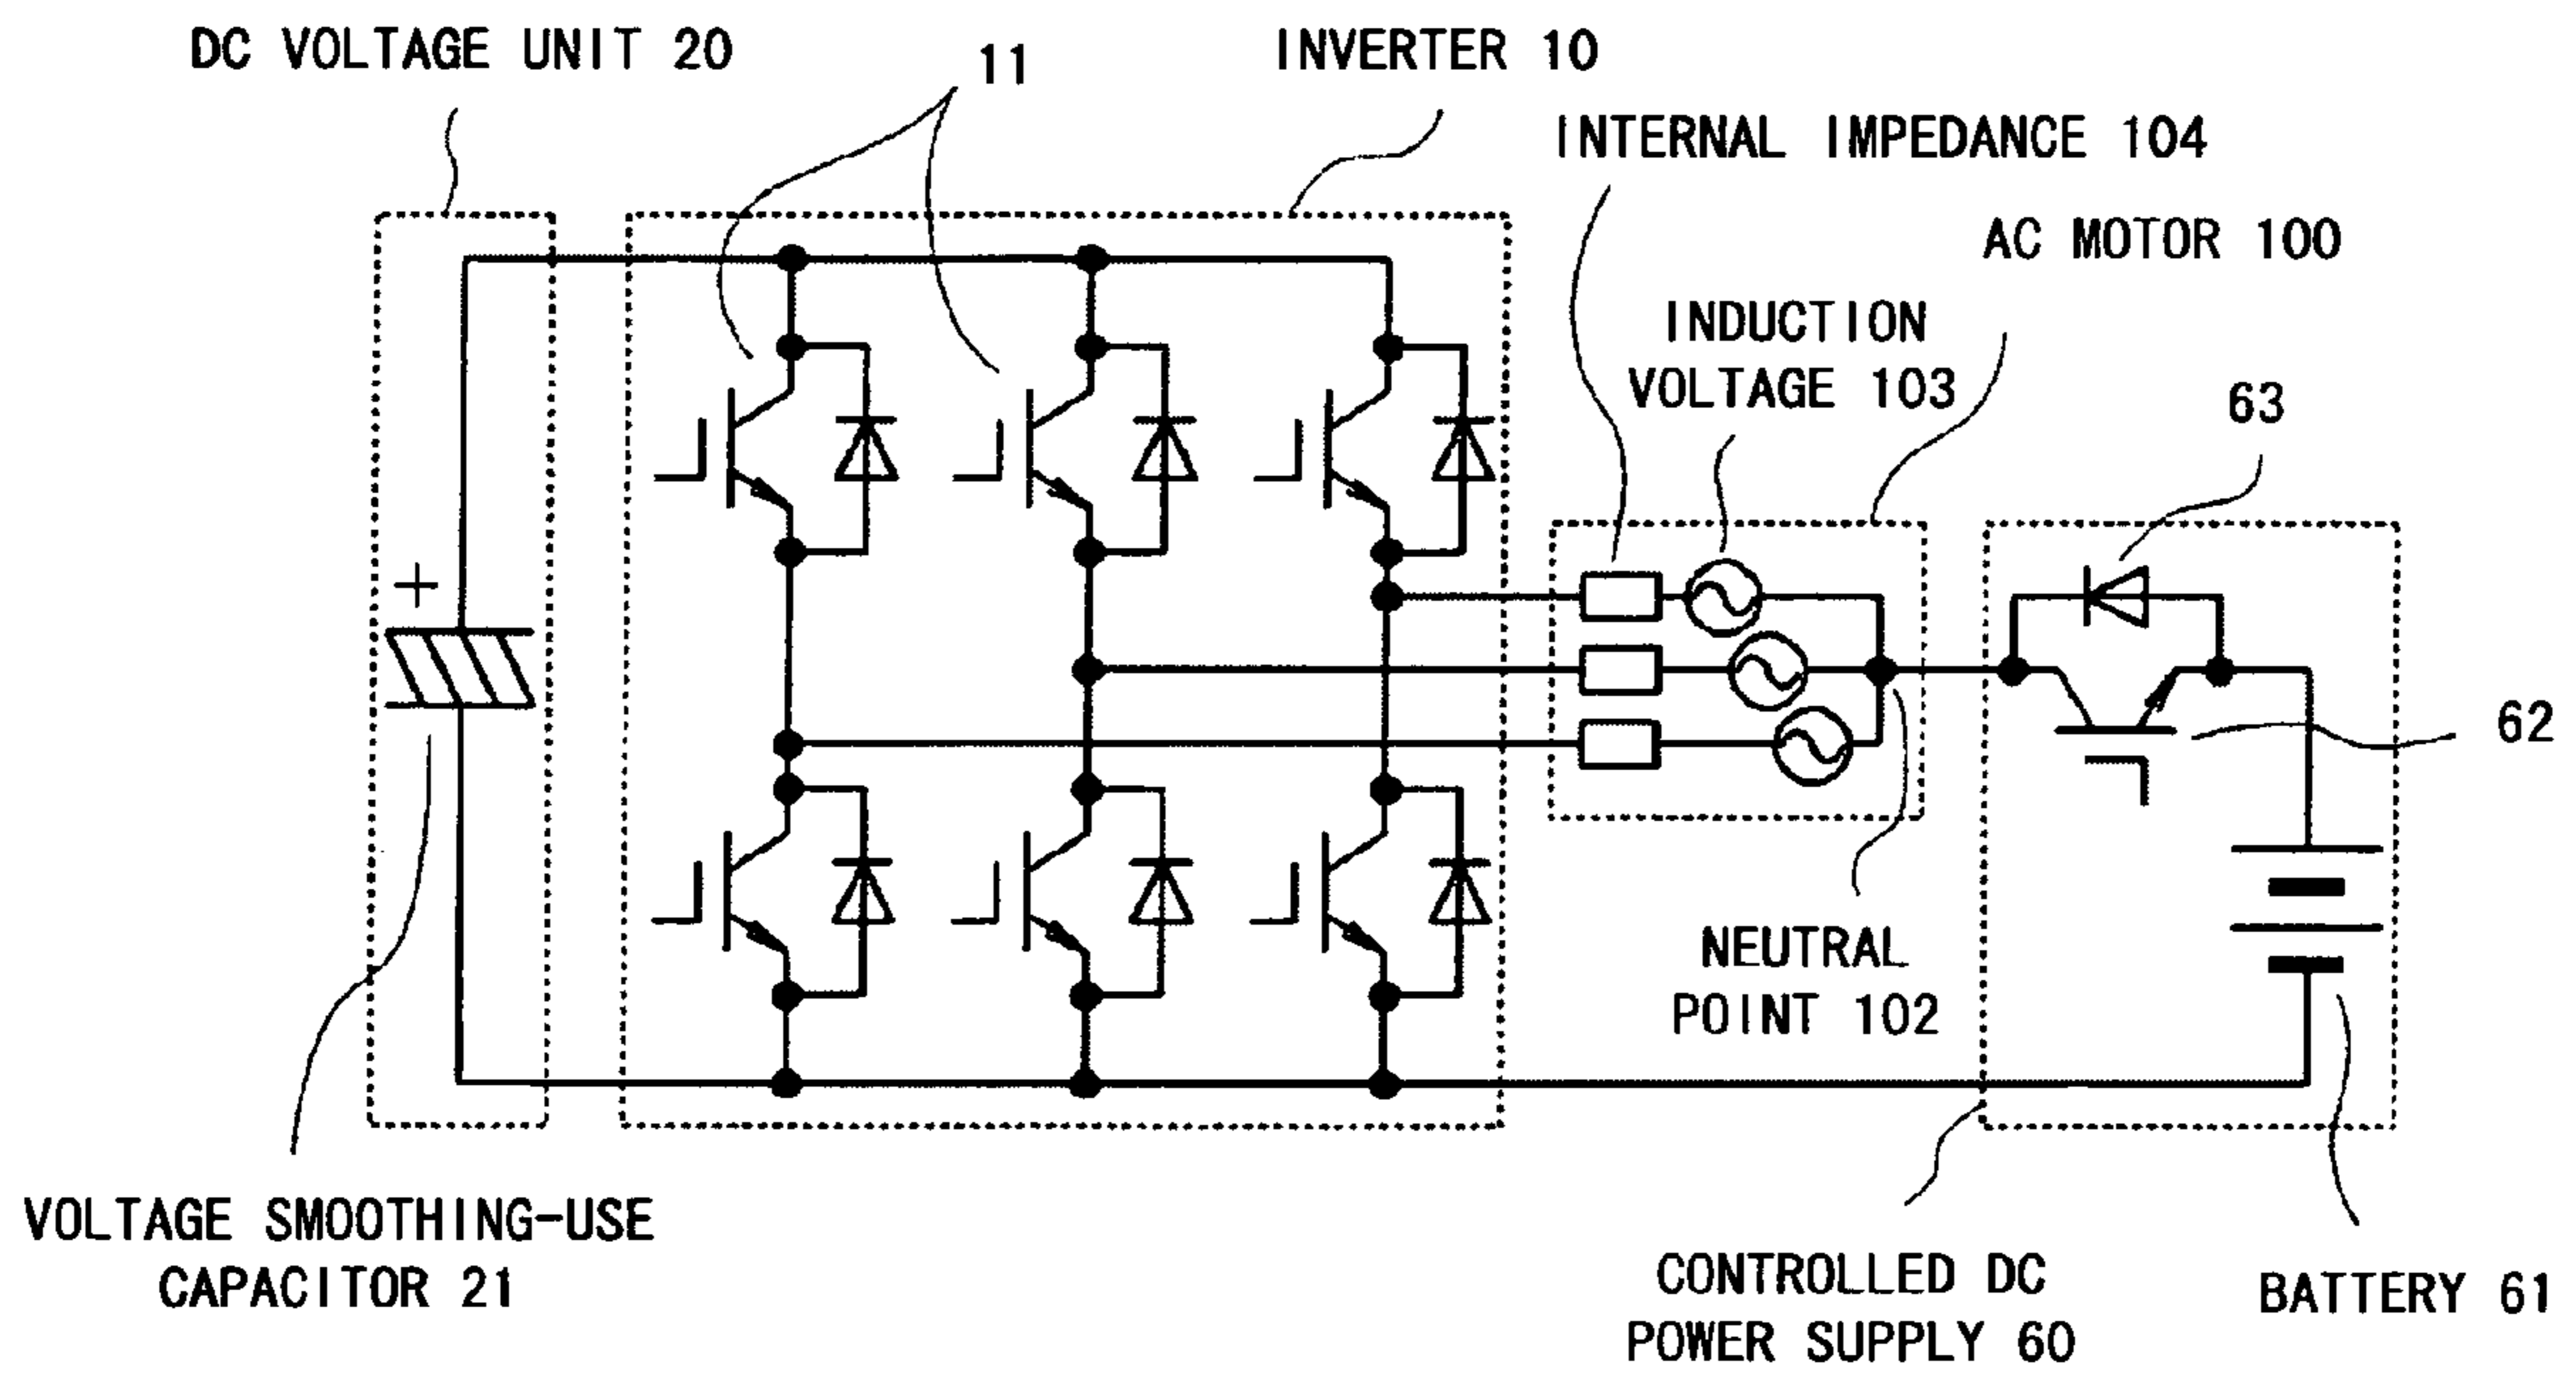 DC VOLTAGE UNIT 20
11
INVERTER 10
INTERNAL IMPEDANCE 104
AC MOTOR 100
INDUCTION
VOLTAGE 103
63
+
62
NEUTRAL
POINT 102
VOLTAGE SMOOTHING-USE
CAPACITOR 21
CONTROLLED DC
POWER SUPPLY 60
BATTERY 61